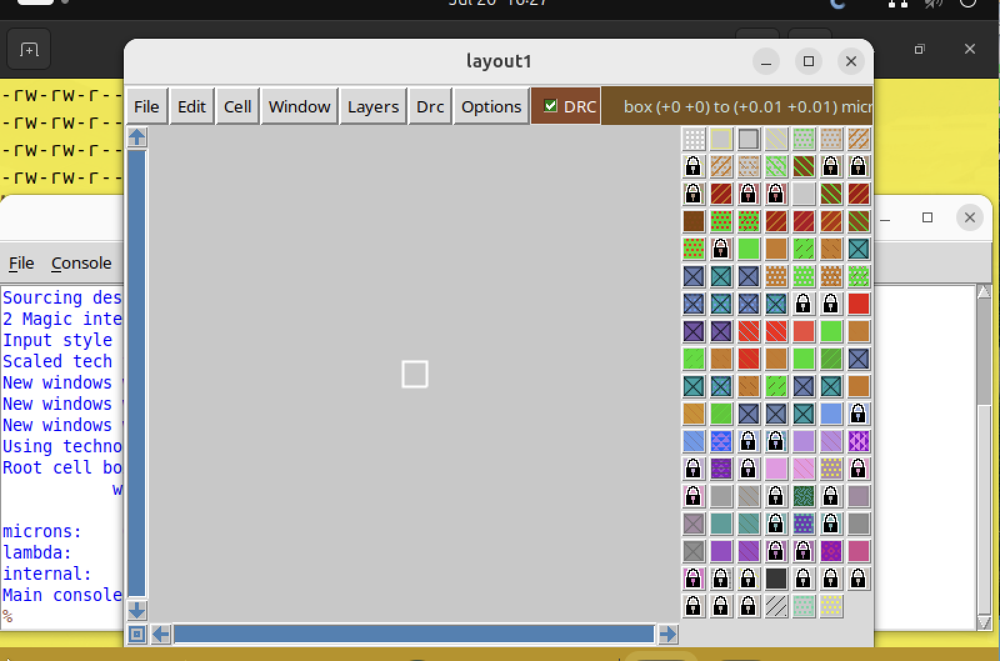 Jul 20 16:27
layout1
-rw-rw-r--
-rw-rw-r--
-rw-rw-r--
-rw-rw-r--
File Edit Cell Window Layers Drc Options DRC box (+0 +0) to (+0.01 +0.01) micr
File Console
Sourcing des
2 Magic inte
Input style
Scaled tech
New windows
New windows
New windows
Using techno
Root cell bo
w
microns:
lambda:
internal:
Main console
%